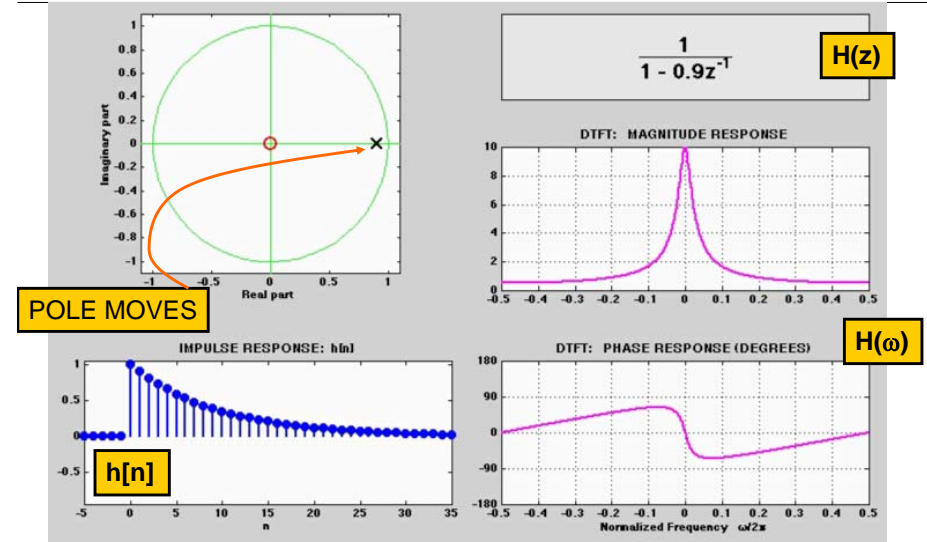 1
0.8
0.6
0.4
0.2
0
-0.2
-0.4
-0.6
-0.8
-1
Imaginary part
-1 -0.5 0 0.5 1
Real part
POLE MOVES
1
1 - 0.9z⁻¹
H(z)
DTFT: MAGNITUDE RESPONSE
10
8
6
4
2
0
-0.5 -0.4 -0.3 -0.2 -0.1 0 0.1 0.2 0.3 0.4 0.5
IMPULSE RESPONSE: h[n]
1
0.5
0
-0.5
h[n]
-5 0 5 10 15 20 25 30 35
n
H(ω)
DTFT: PHASE RESPONSE (DEGREES)
180
90
0
-90
-180
-0.5 -0.4 -0.3 -0.2 -0.1 0 0.1 0.2 0.3 0.4 0.5
Normalized Frequency ω/2π